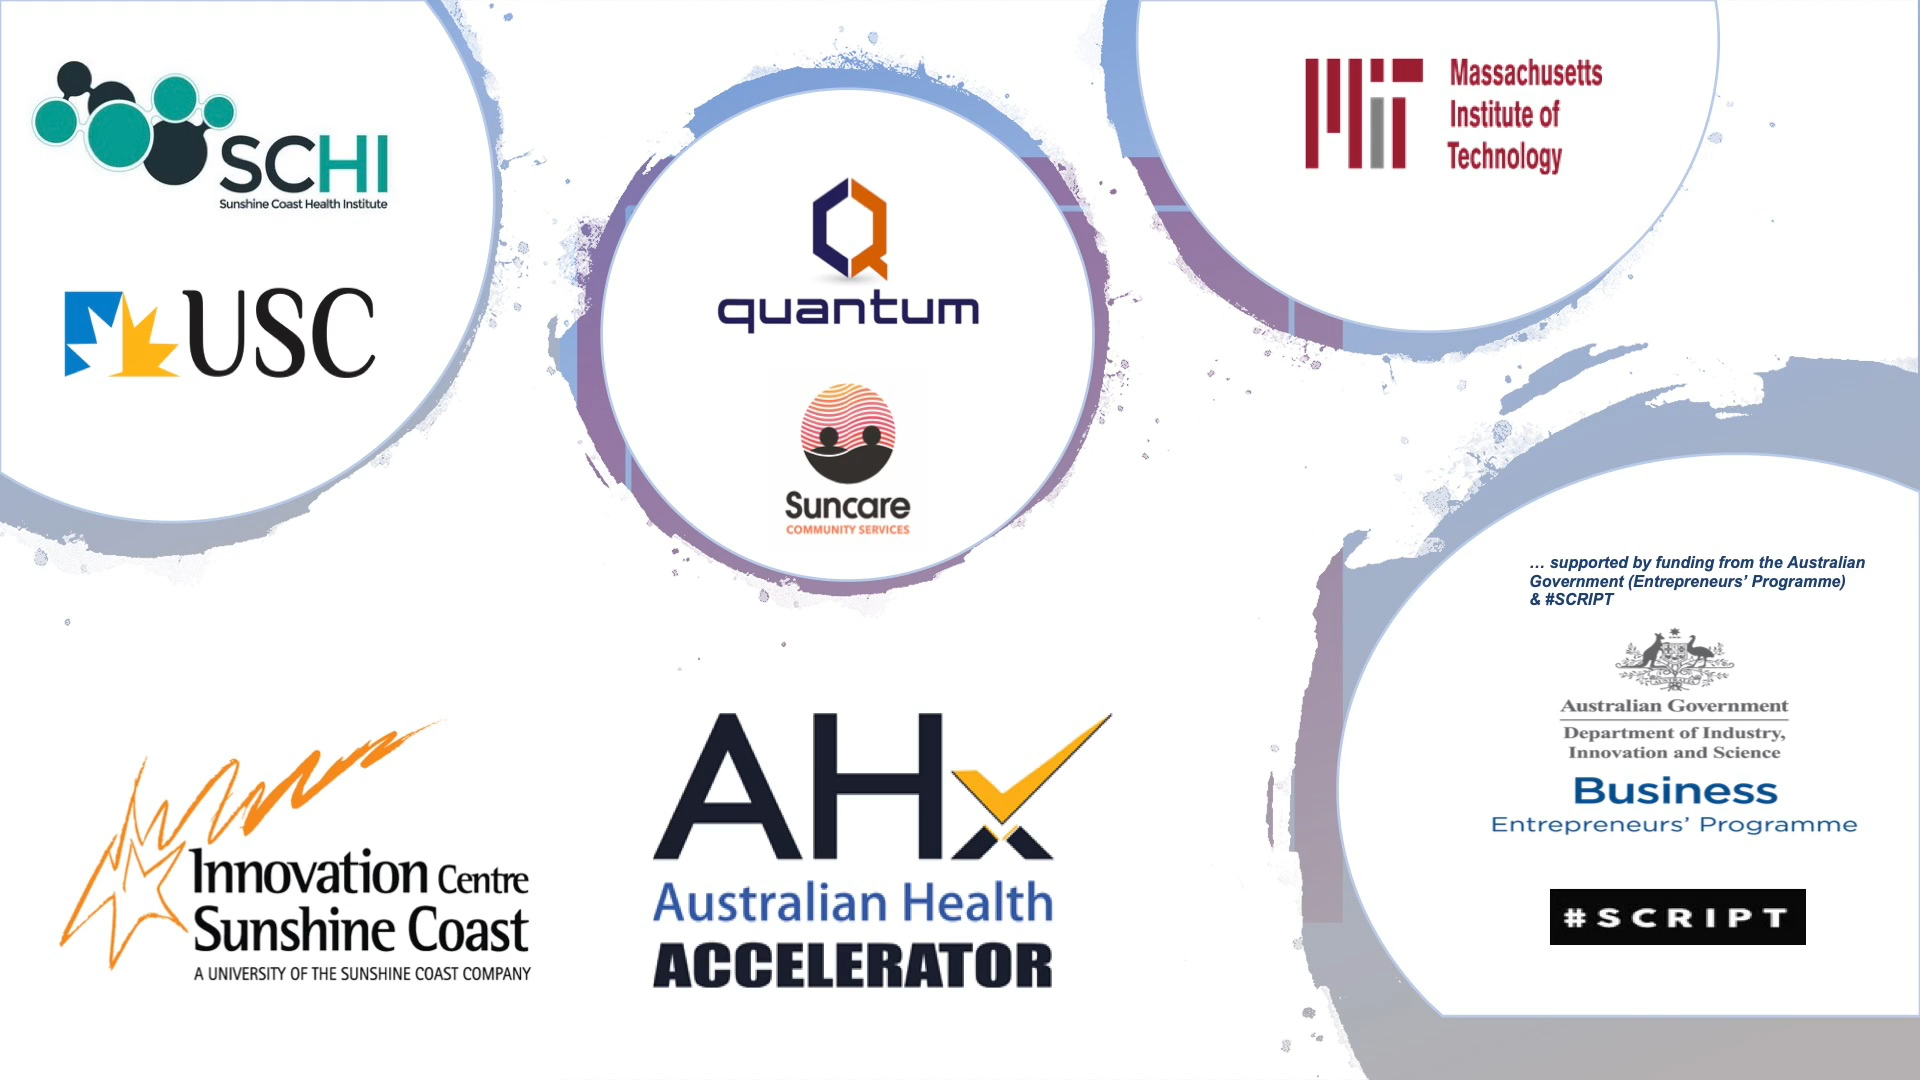 SCHI
Sunshine Coast Health Institute
USC
quantum
Suncare
COMMUNITY SERVICES
MiT
Massachusetts
Institute of
Technology
Innovation Centre
Sunshine Coast
A UNIVERSITY OF THE SUNSHINE COAST COMPANY
AHx
Australian Health
ACCELERATOR
... supported by funding from the Australian
Government (Entrepreneurs’ Programme)
& #SCRIPT
Australian Government
Department of Industry,
Innovation and Science
Business
Entrepreneurs’ Programme
#SCRIPT